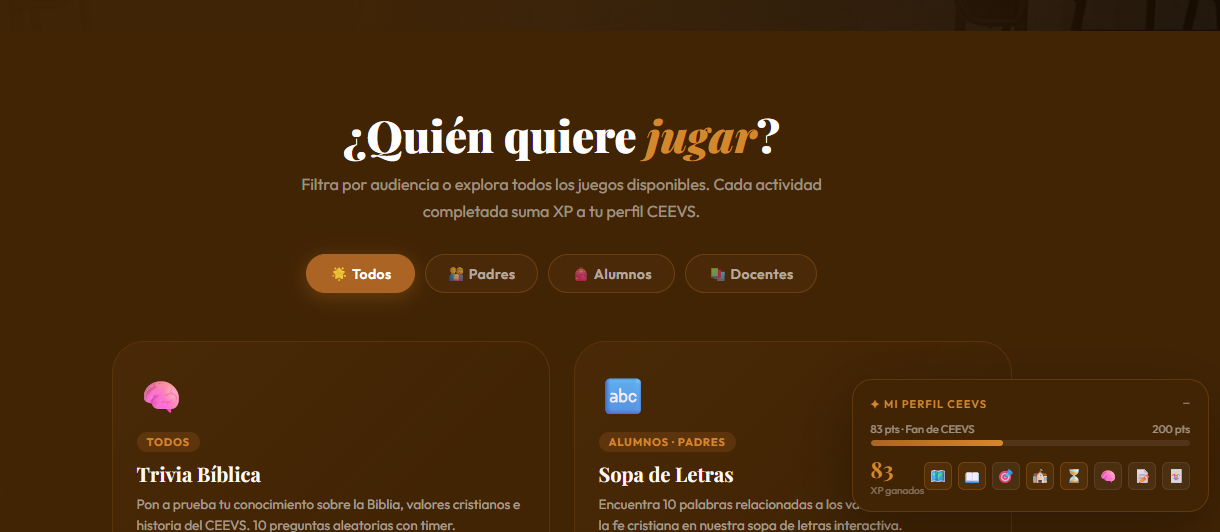 ¿Quién quiere jugar?
Filtra por audiencia o explora todos los juegos disponibles. Cada actividad
completada suma XP a tu perfil CEEVS.
Todos
Padres
Alumnos
Docentes
TODOS
Trivia Bíblica
Pon a prueba tu conocimiento sobre la Biblia, valores cristianos e
historia del CEEVS. 10 preguntas aleatorias con timer.
abc
ALUMNOS · PADRES
Sopa de Letras
Encuentra 10 palabras relacionadas a los
la fe cristiana en nuestra sopa de letras interactiva.
✦ MI PERFIL CEEVS
–
83 pts · Fan de CEEVS
200 pts
83
XP ganados